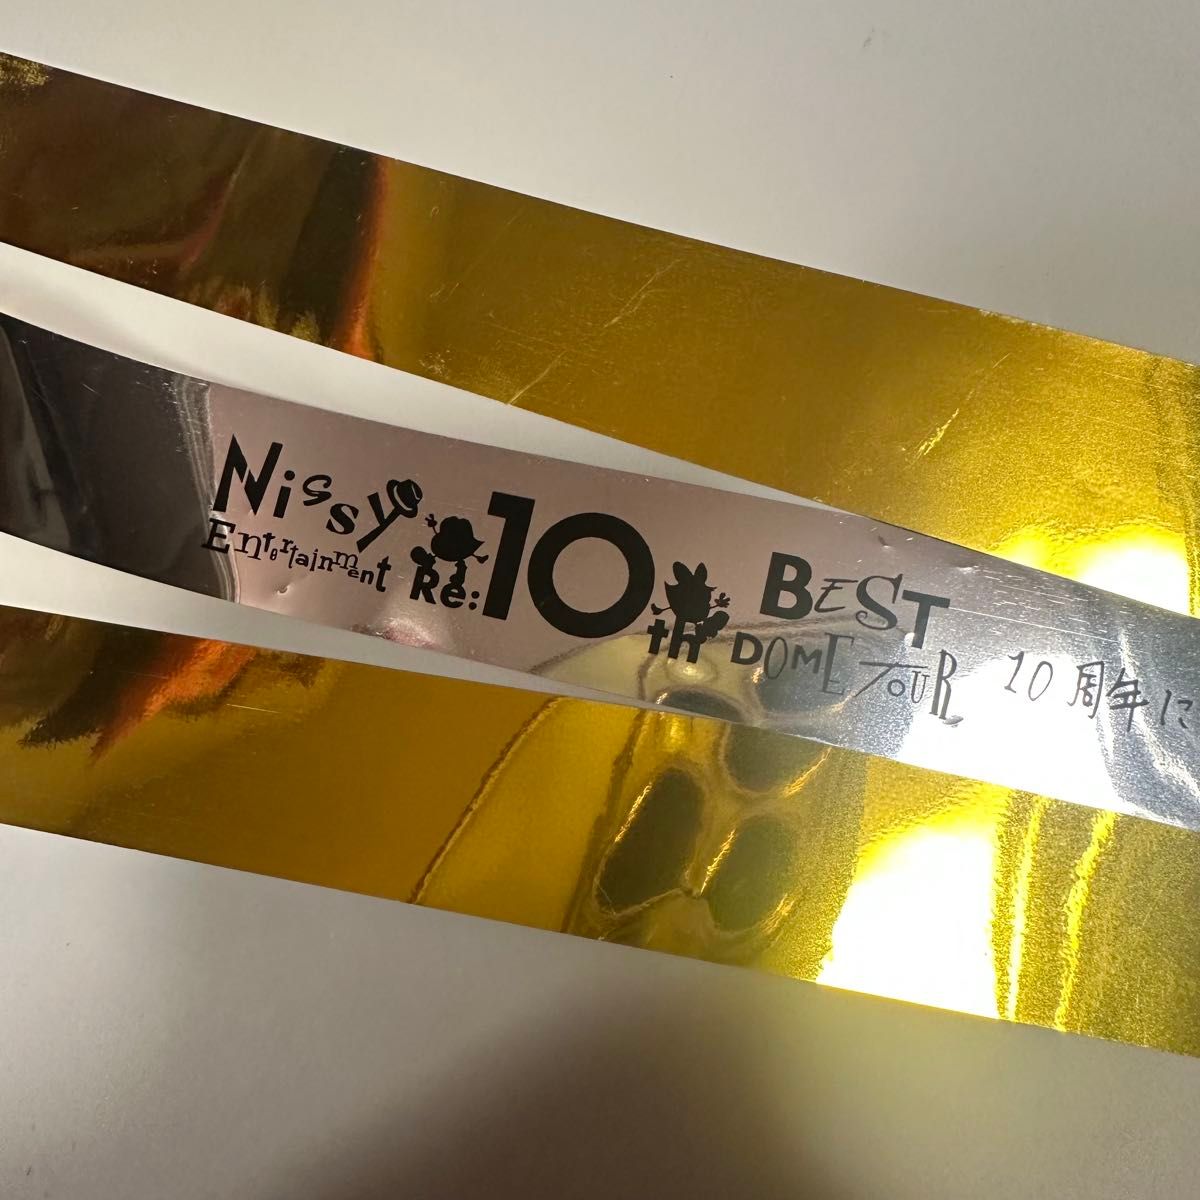 Nissy
Entertainment Re:10th BEST
DOME TOUR 10周年に